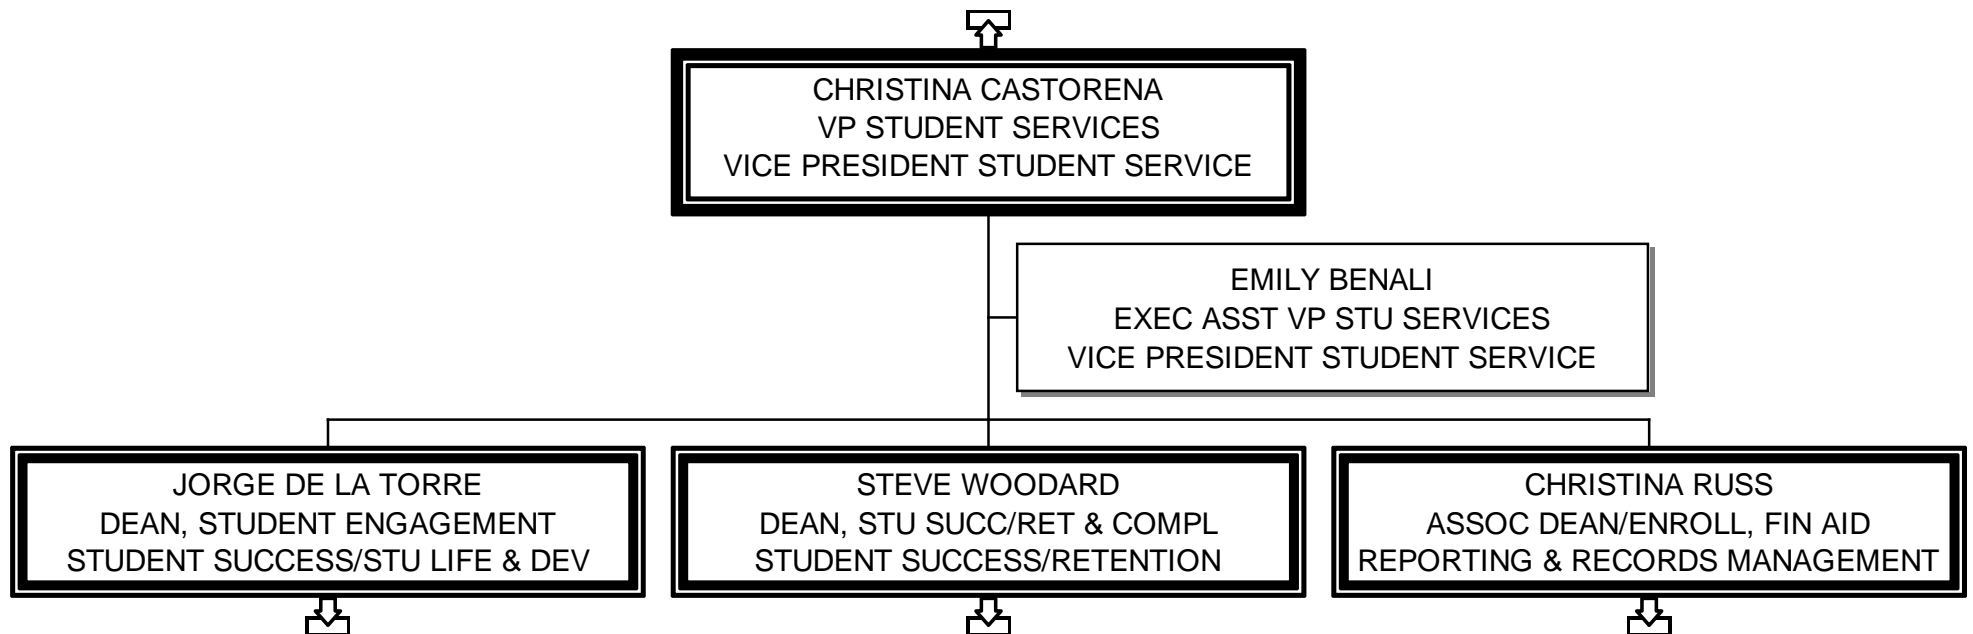 CHRISTINA CASTORENA
VP STUDENT SERVICES
VICE PRESIDENT STUDENT SERVICE
EMILY BENALI
EXEC ASST VP STU SERVICES
VICE PRESIDENT STUDENT SERVICE
JORGE DE LA TORRE
DEAN, STUDENT ENGAGEMENT
STUDENT SUCCESS/STU LIFE & DEV
STEVE WOODARD
DEAN, STU SUCC/RET & COMPL
STUDENT SUCCESS/RETENTION
CHRISTINA RUSS
ASSOC DEAN/ENROLL, FIN AID
REPORTING & RECORDS MANAGEMENT